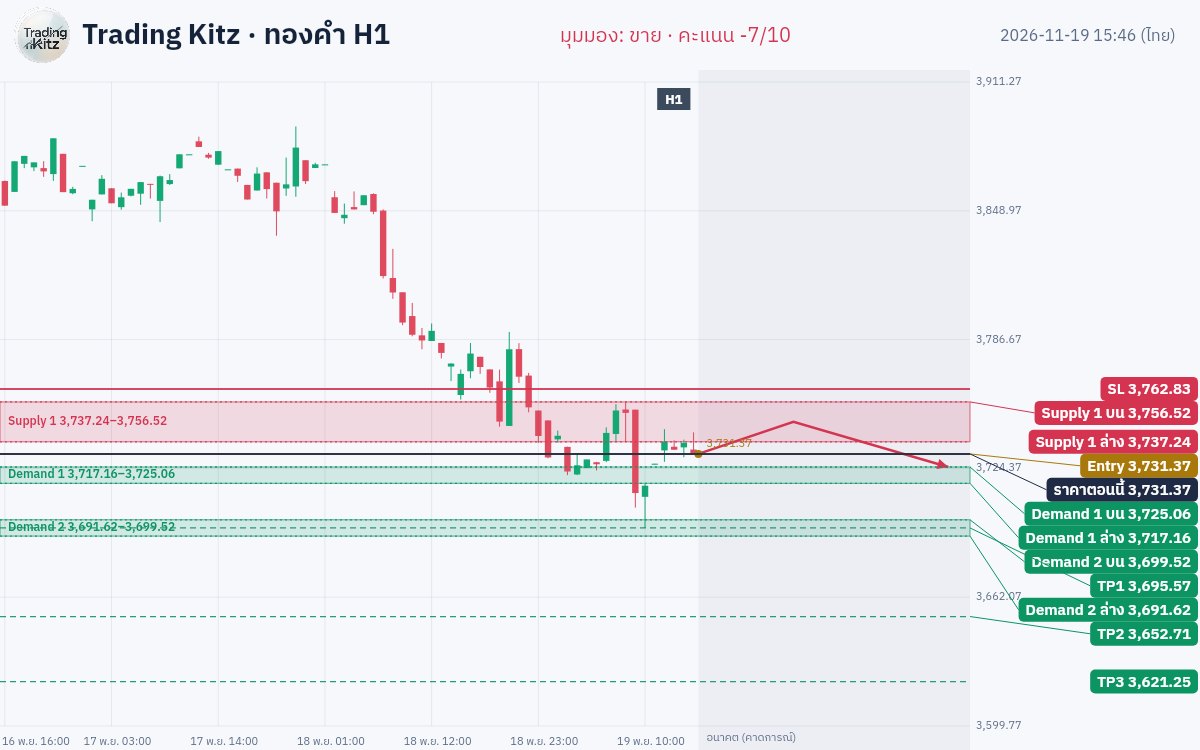 Trading Kitz
Trading Kitz · ทองคำ H1
มุมมอง: ขาย · คะแนน -7/10
2026-11-19 15:46 (ไทย)
H1
3,911.27
3,848.97
3,786.67
3,724.37
3,662.07
3,599.77
Supply 1 3,737.24–3,756.52
3,731.37
Demand 1 3,717.16–3,725.06
Demand 2 3,691.62–3,699.52
SL 3,762.83
Supply 1 บน 3,756.52
Supply 1 ล่าง 3,737.24
Entry 3,731.37
ราคาตอนนี้ 3,731.37
Demand 1 บน 3,725.06
Demand 1 ล่าง 3,717.16
Demand 2 บน 3,699.52
TP1 3,695.57
Demand 2 ล่าง 3,691.62
TP2 3,652.71
TP3 3,621.25
16 พ.ย. 16:00
17 พ.ย. 03:00
17 พ.ย. 14:00
18 พ.ย. 01:00
18 พ.ย. 12:00
18 พ.ย. 23:00
19 พ.ย. 10:00
อนาคต (คาดการณ์)